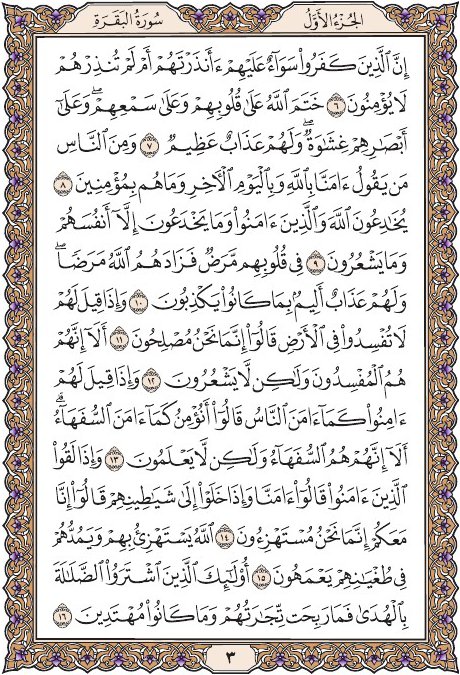 الجُزْءُ الأَوَّلُ سُورَةُ البَقَرَةِ
إِنَّ ٱلَّذِينَ كَفَرُوا۟ سَوَآءٌ عَلَيْهِمْ ءَأَنذَرْتَهُمْ أَمْ لَمْ تُنذِرْهُمْ
لَا يُؤْمِنُونَ ٦ خَتَمَ ٱللَّهُ عَلَىٰ قُلُوبِهِمْ وَعَلَىٰ سَمْعِهِمْ ۖ وَعَلَىٰٓ
أَبْصَٰرِهِمْ غِشَٰوَةٌ ۖ وَلَهُمْ عَذَابٌ عَظِيمٌ ٧ وَمِنَ ٱلنَّاسِ
مَن يَقُولُ ءَامَنَّا بِٱللَّهِ وَبِٱلْيَوْمِ ٱلْءَاخِرِ وَمَا هُم بِمُؤْمِنِينَ ٨
يُخَٰدِعُونَ ٱللَّهَ وَٱلَّذِينَ ءَامَنُوا۟ وَمَا يَخْدَعُونَ إِلَّآ أَنفُسَهُمْ
وَمَا يَشْعُرُونَ ٩ فِى قُلُوبِهِم مَّرَضٌ فَزَادَهُمُ ٱللَّهُ مَرَضًا ۖ
وَلَهُمْ عَذَابٌ أَلِيمٌۢ بِمَا كَانُوا۟ يَكْذِبُونَ ١٠ وَإِذَا قِيلَ لَهُمْ
لَا تُفْسِدُوا۟ فِى ٱلْأَرْضِ قَالُوٓا۟ إِنَّمَا نَحْنُ مُصْلِحُونَ ١١ أَلَآ إِنَّهُمْ
هُمُ ٱلْمُفْسِدُونَ وَلَٰكِن لَّا يَشْعُرُونَ ١٢ وَإِذَا قِيلَ لَهُمْ
ءَامِنُوا۟ كَمَآ ءَامَنَ ٱلنَّاسُ قَالُوٓا۟ أَنُؤْمِنُ كَمَآ ءَامَنَ ٱلسُّفَهَآءُ ۗ
أَلَآ إِنَّهُمْ هُمُ ٱلسُّفَهَآءُ وَلَٰكِن لَّا يَعْلَمُونَ ١٣ وَإِذَا لَقُوا۟
ٱلَّذِينَ ءَامَنُوا۟ قَالُوٓا۟ ءَامَنَّا وَإِذَا خَلَوْا۟ إِلَىٰ شَيَٰطِينِهِمْ قَالُوٓا۟ إِنَّا
مَعَكُمْ إِنَّمَا نَحْنُ مُسْتَهْزِءُونَ ١٤ ٱللَّهُ يَسْتَهْزِئُ بِهِمْ وَيَمُدُّهُمْ
فِى طُغْيَٰنِهِمْ يَعْمَهُونَ ١٥ أُو۟لَٰٓئِكَ ٱلَّذِينَ ٱشْتَرَوُا۟ ٱلضَّلَٰلَةَ
بِٱلْهُدَىٰ فَمَا رَبِحَت تِّجَٰرَتُهُمْ وَمَا كَانُوا۟ مُهْتَدِينَ ١٦
٣